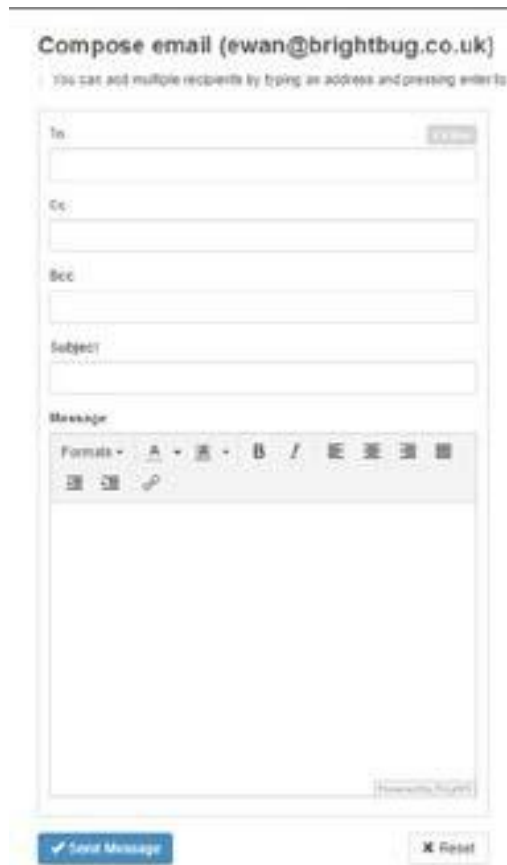 Compose email (ewan@brightbug.co.uk)
You can add multiple recipients by typing an address and pressing enter to
To
Cc
Bcc
Subject
Message
Formats A A B I
Send Message
Reset